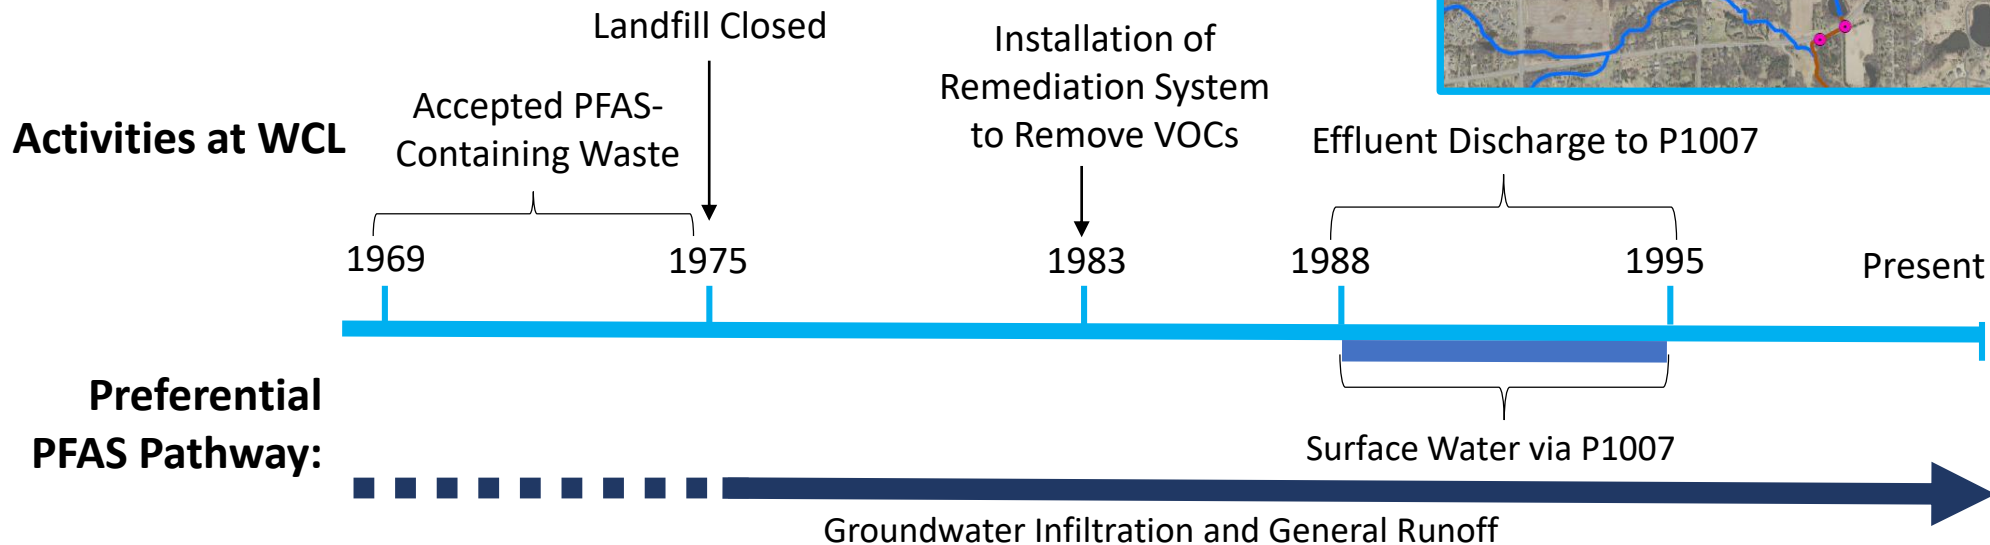 Landfill Closed
Installation of
Remediation System
to Remove VOCs
Accepted PFAS-
Containing Waste
Activities at WCL
Effluent Discharge to P1007
1969
1975
1983
1988
1995
Present
Preferential
PFAS Pathway:
Surface Water via P1007
Groundwater Infiltration and General Runoff